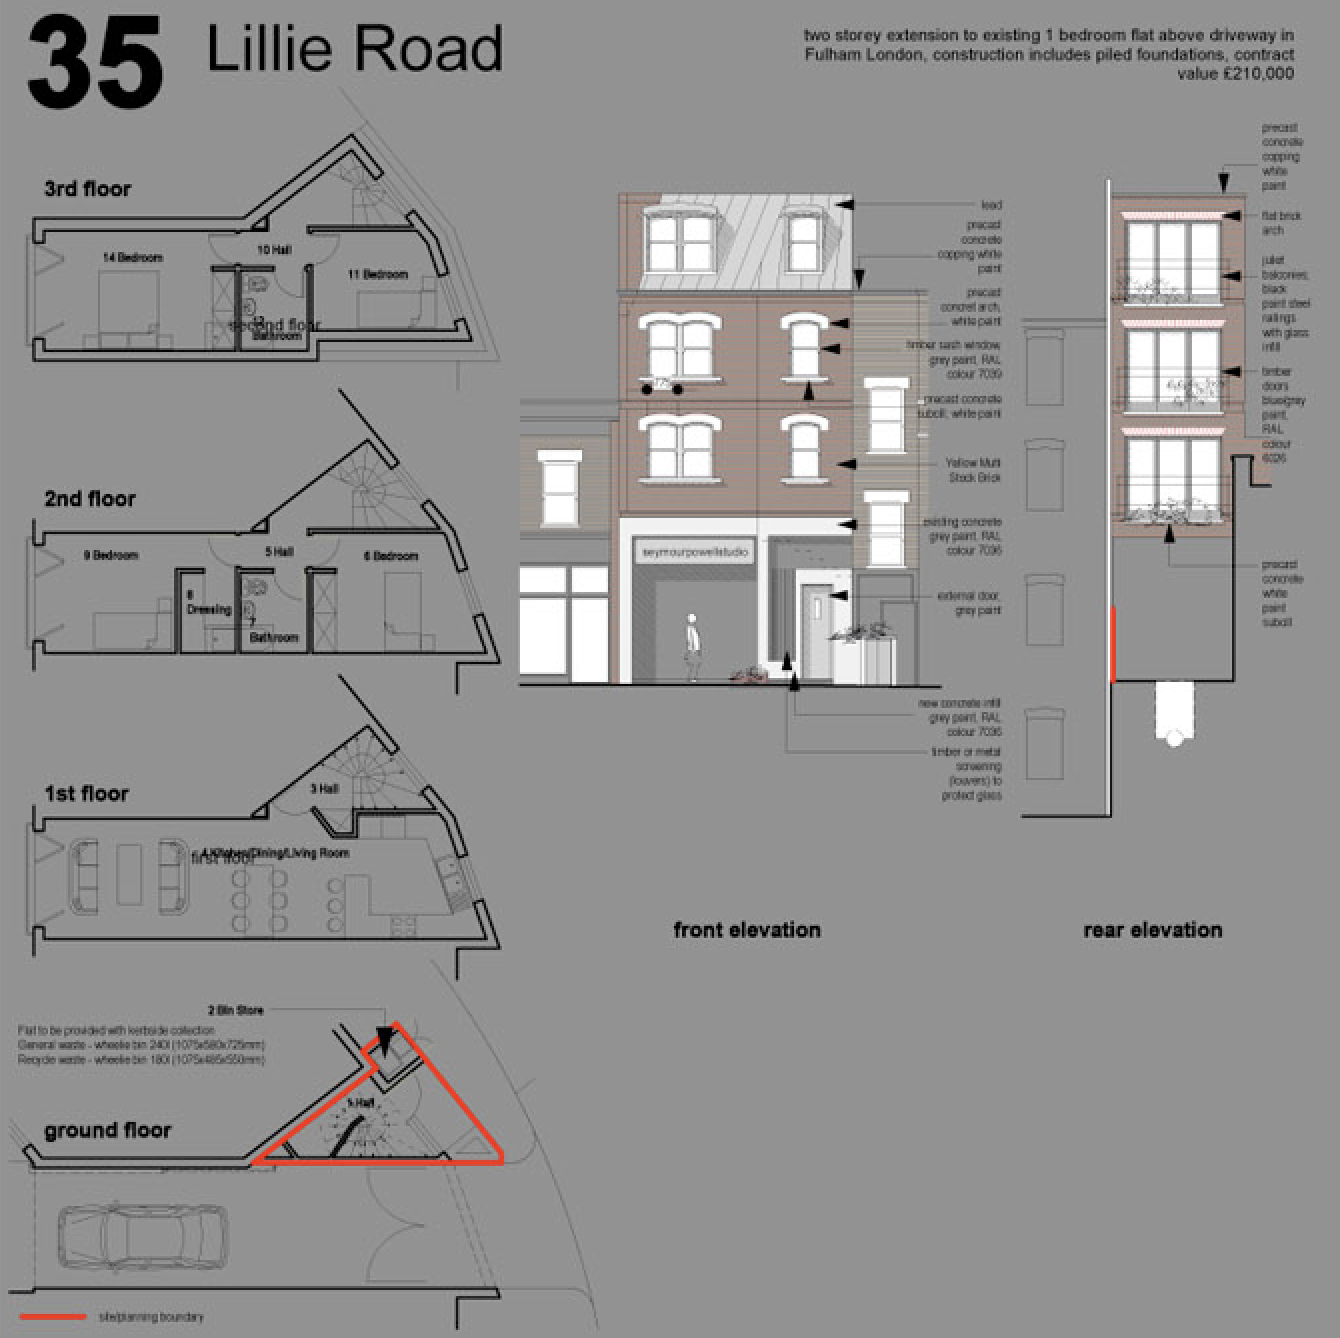 35 Lillie Road
two storey extension to existing 1 bedroom flat above driveway in
Fulham London, construction includes piled foundations, contract
value £210,000
3rd floor
14 Bedroom
10 Hall
11 Bedroom
second floor
Bathroom
2nd floor
9 Bedroom
5 Hall
6 Bedroom
8
Dressing
7
Bathroom
1st floor
3 Hall
4 Kitchen/Dining/Living Room
first floor
2 Bin Store
Flat to be provided with kerbside collection
General waste - wheelie bin 240l (1075x580x725mm)
Recycle waste - wheelie bin 180l (1075x485x550mm)
1 Hall
ground floor
site/planning boundary
lead
precast
concrete
copping white
paint
precast
concret arch,
white paint
timber sash window,
grey paint, RAL
colour 7039
precast concrete
subcill, white paint
Yellow Multi
Stock Brick
existing concrete
grey paint, RAL
colour 7036
external door,
grey paint
new concrete infill
grey paint, RAL
colour 7036
timber or metal
screening
(louvers) to
protect glass
seymourpowellstudio
front elevation
precast
concrete
copping
white
paint
flat brick
arch
juliet
balconies,
black
paint steel
railings
with glass
infill
timber
doors
blue/grey
paint,
RAL
colour
precast
concrete
white
paint
subcill
rear elevation